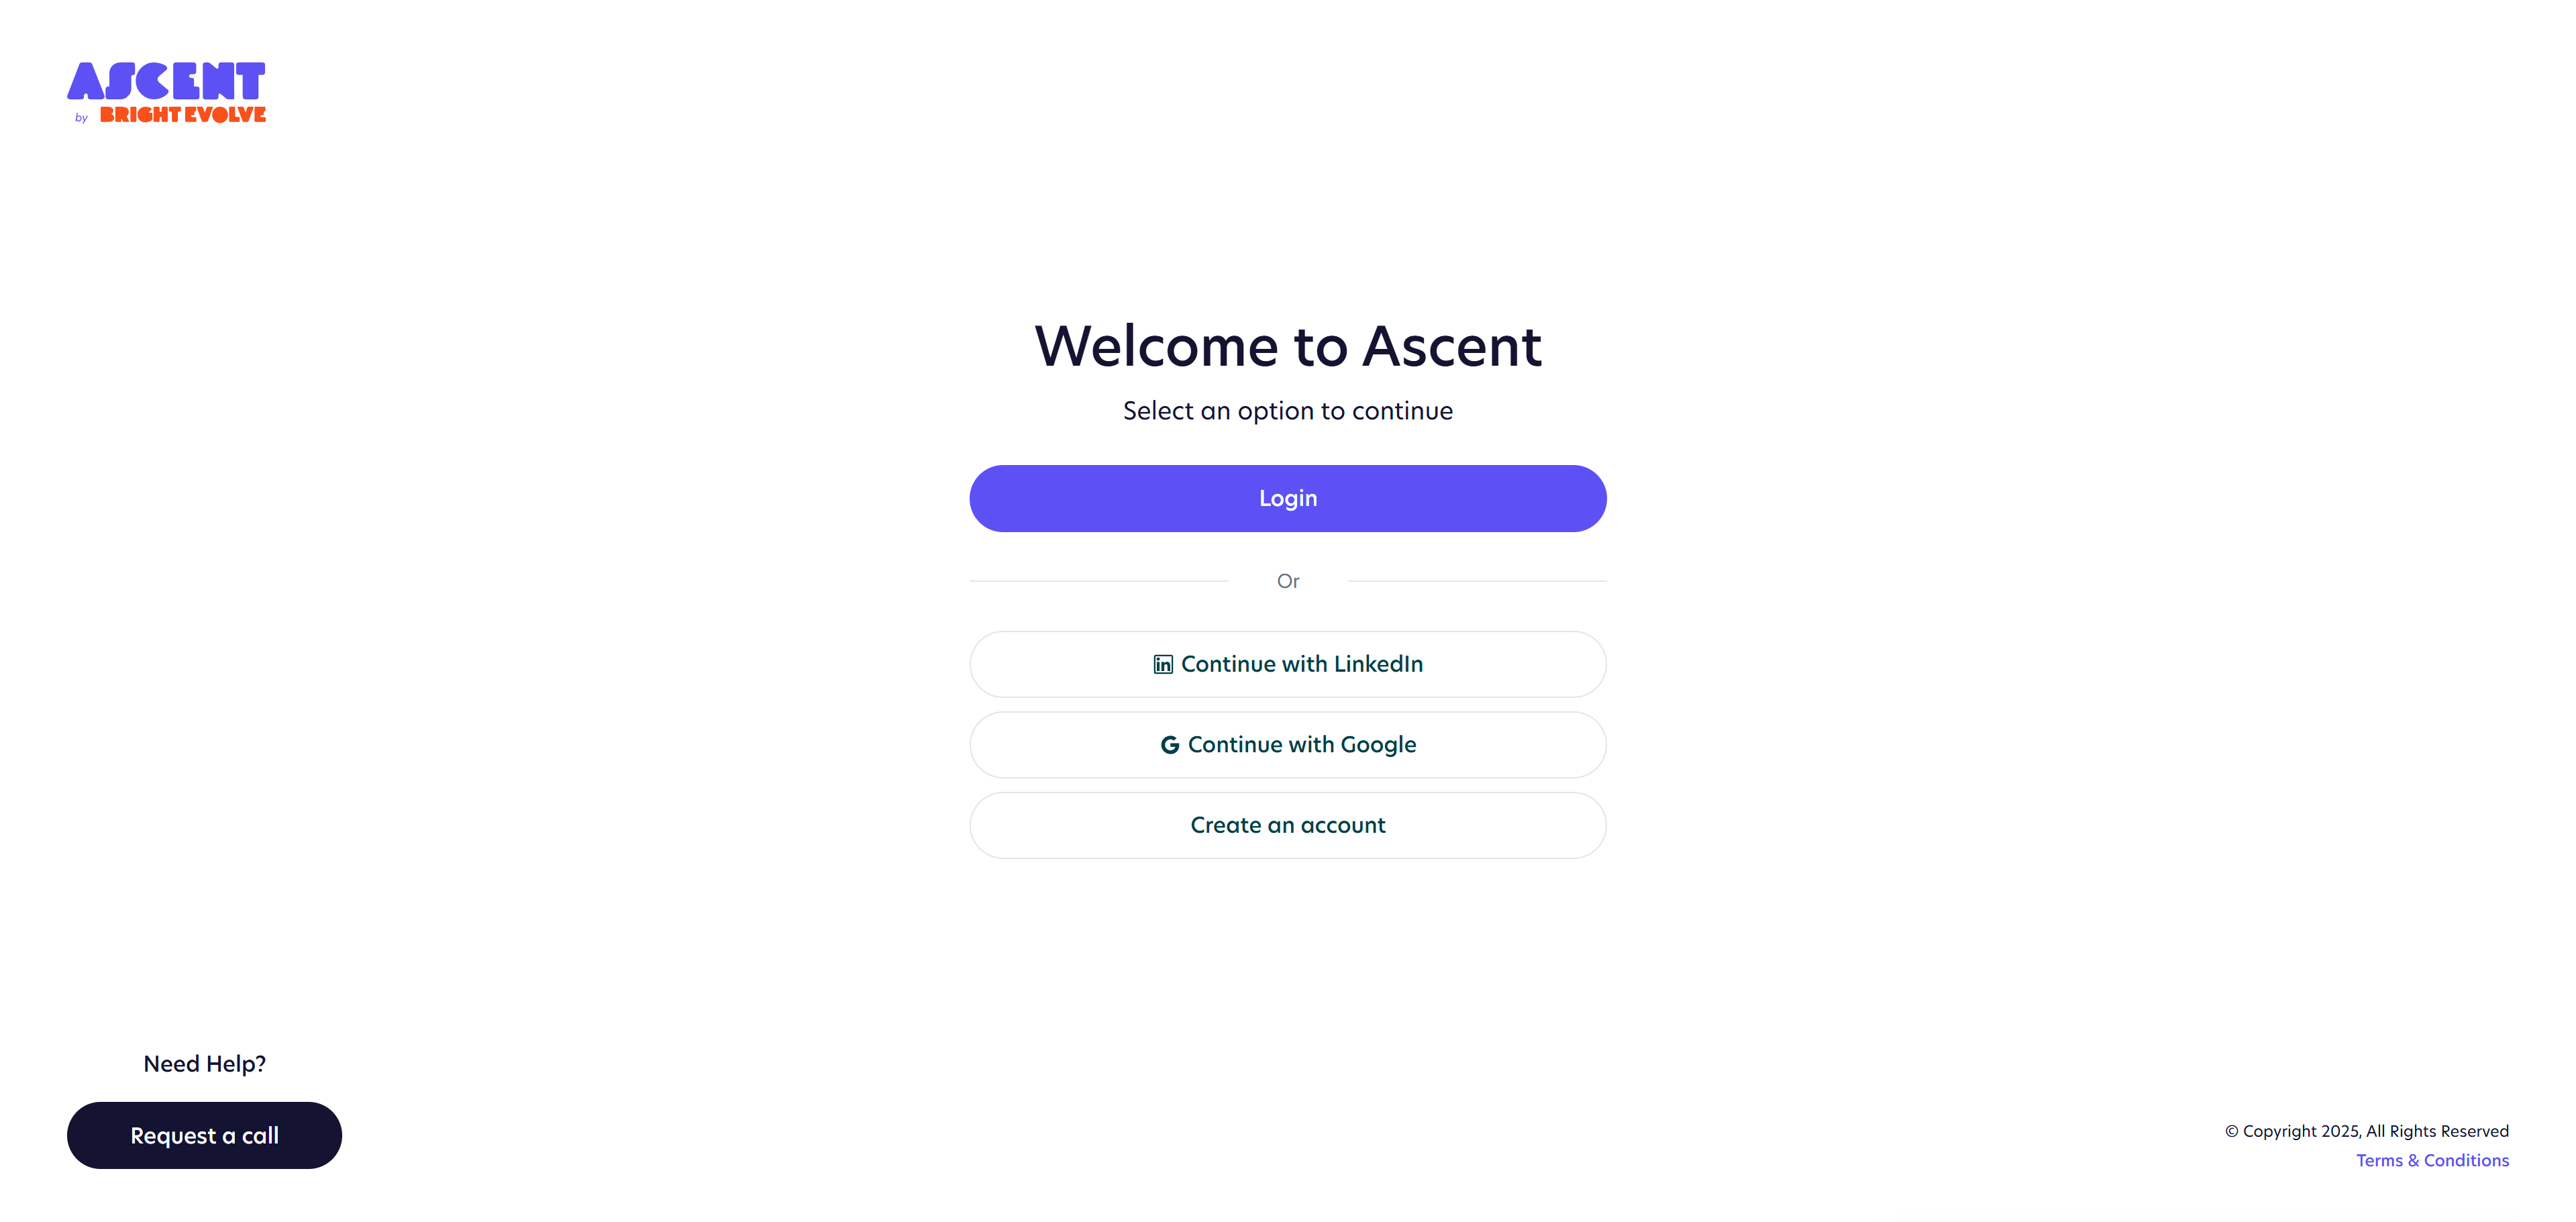 ASCENT
by BRIGHT EVOLVE
Welcome to Ascent
Select an option to continue
Login
Or
Continue with LinkedIn
Continue with Google
Create an account
Need Help?
Request a call
© Copyright 2025, All Rights Reserved
Terms & Conditions